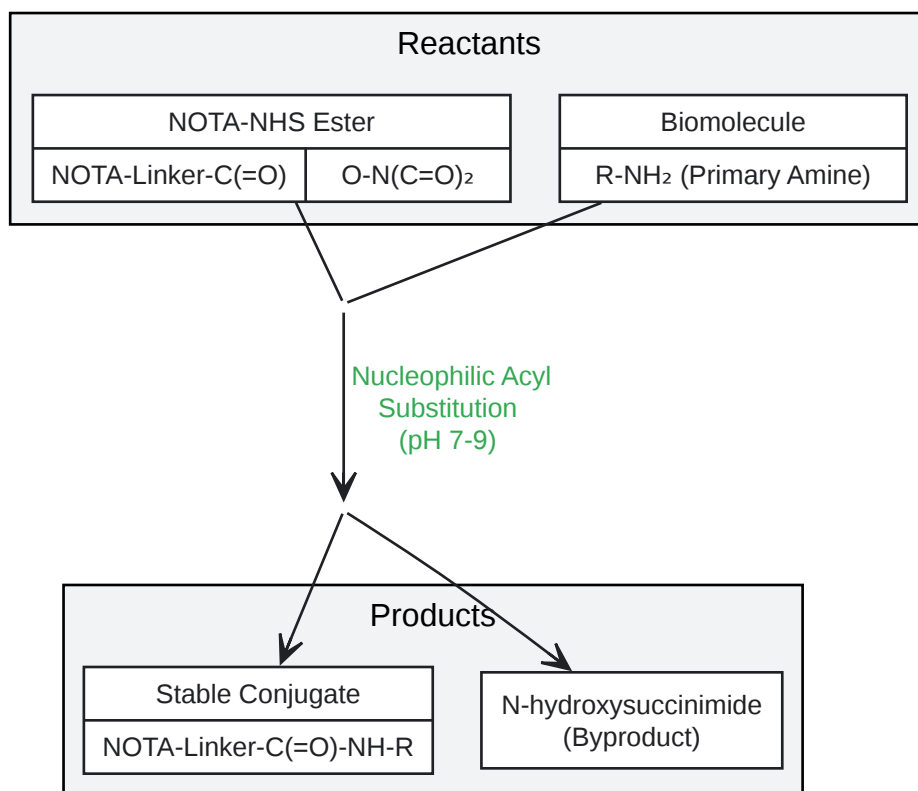 Reactants
NOTA-NHS Ester
NOTA-Linker-C(=O)
O-N(C=O)₂
Biomolecule
R-NH₂ (Primary Amine)
Nucleophilic Acyl
Substitution
(pH 7-9)
Products
Stable Conjugate
NOTA-Linker-C(=O)-NH-R
N-hydroxysuccinimide
(Byproduct)